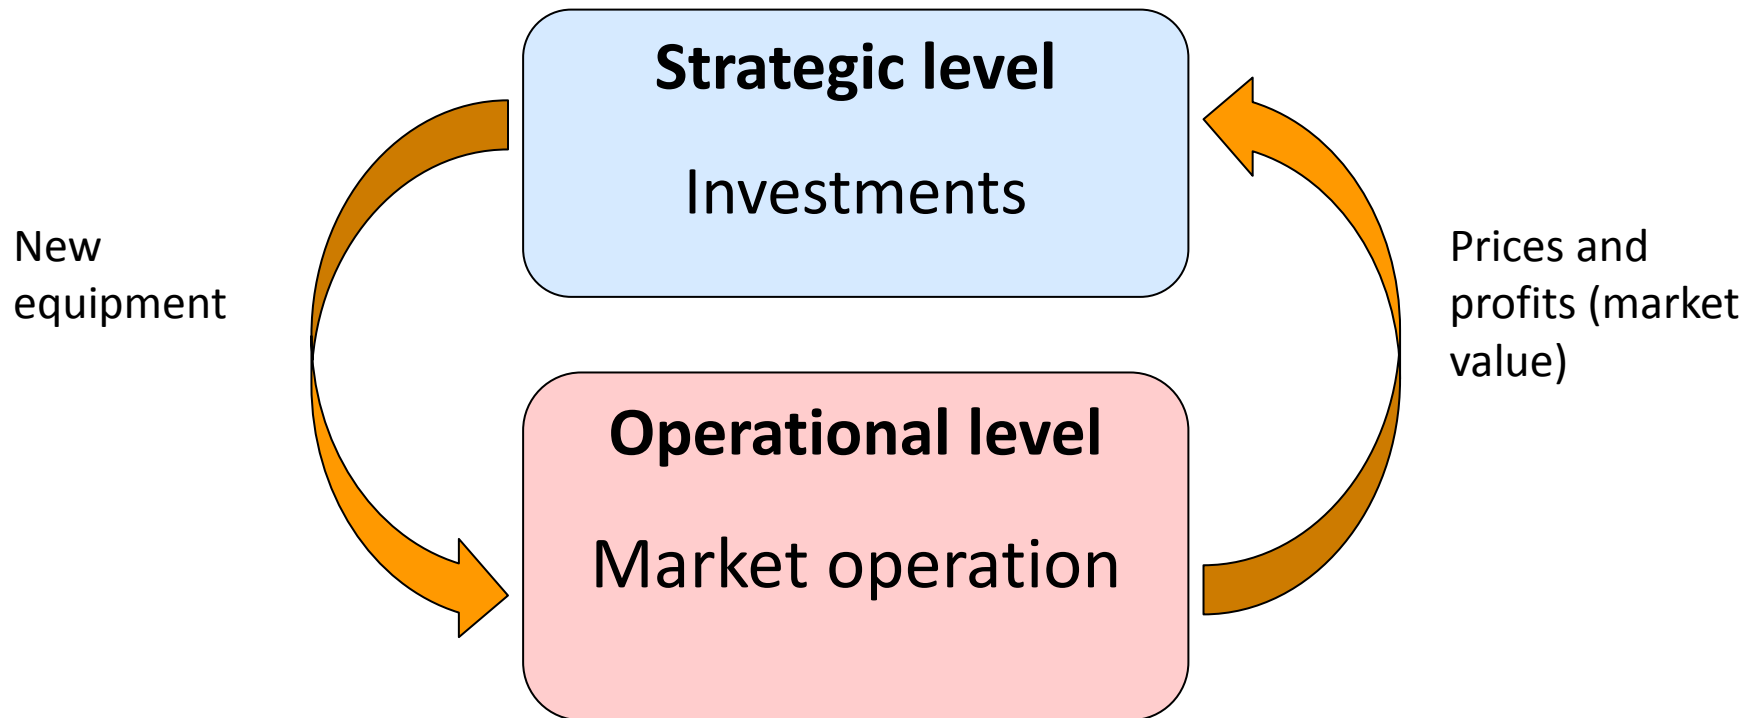 Strategic level
Investments
New
equipment
Prices and
profits (market
value)
Operational level
Market operation